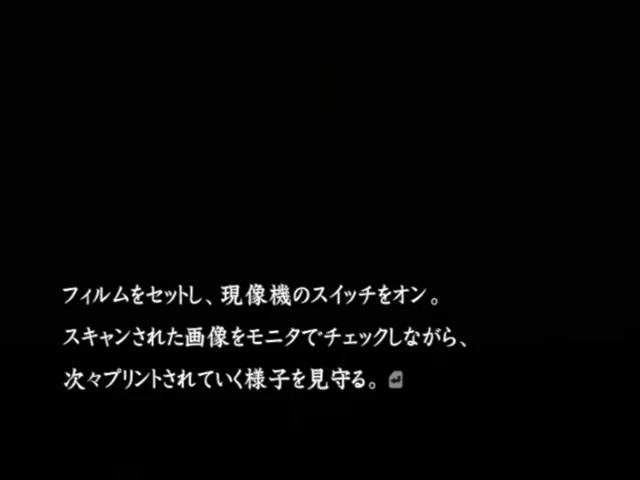 フィルムをセットし、現像機のスイッチをオン。
スキャンされた画像をモニタでチェックしながら、
次々プリントされていく様子を見守る。